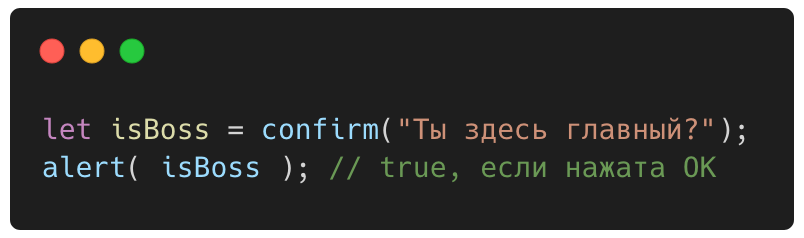 let isBoss = confirm("Ты здесь главный?");
alert( isBoss ); // true, если нажата OK